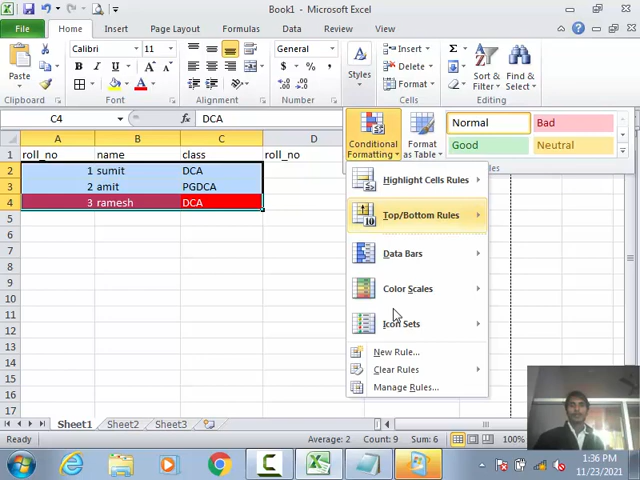 Book1 - Microsoft Excel
File Home Insert Page Layout Formulas Data Review View
Calibri 11 General Insert Σ
Paste B I U A $ % , Delete Styles Sort & Filter Find & Select
Format
Clipboard Font Alignment Number
C4 fx DCA
Conditional Formatting Format as Table Normal Bad
Good Neutral
A B C D
1 roll_no name class roll_no
2 1 sumit DCA
3 2 amit PGDCA
4 3 ramesh DCA
5
6
7
8
9
10
11
12
13
14
15
16
17
Highlight Cells Rules
Top/Bottom Rules
Data Bars
Color Scales
Icon Sets
New Rule...
Clear Rules
Manage Rules...
Sheet1 Sheet2 Sheet3
Ready Average: 2 Count: 9 Sum: 6 100%
1:36 PM
11/23/2021